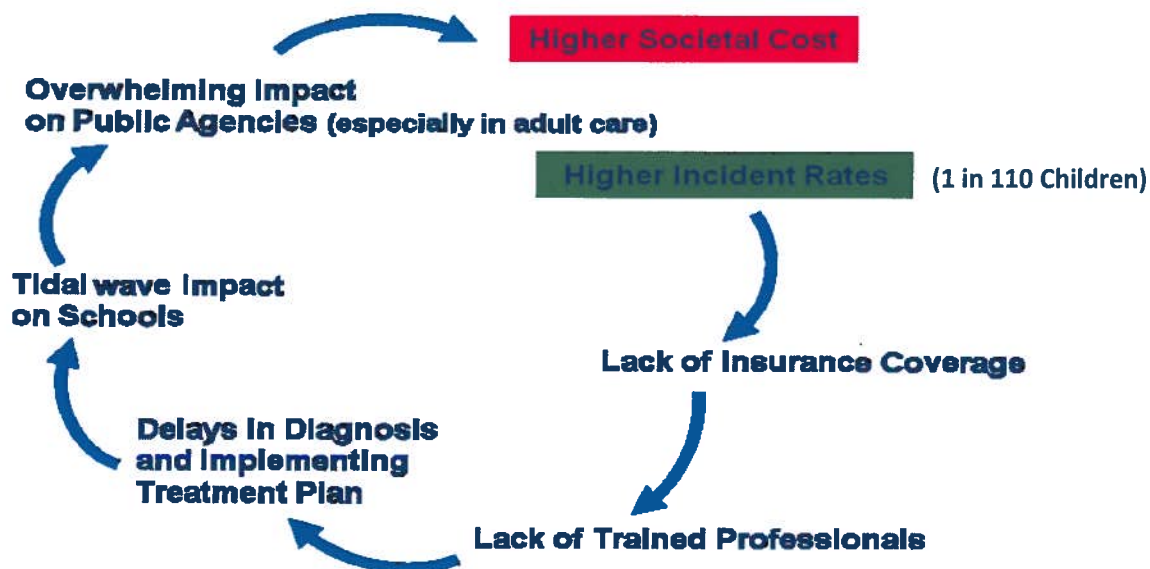 Higher Societal Cost
Overwhelming Impact
on Public Agencies (especially in adult care)
Higher Incident Rates (1 in 110 Children)
Tidal wave Impact
on Schools
Lack of Insurance Coverage
Delays in Diagnosis
and Implementing
Treatment Plan
Lack of Trained Professionals